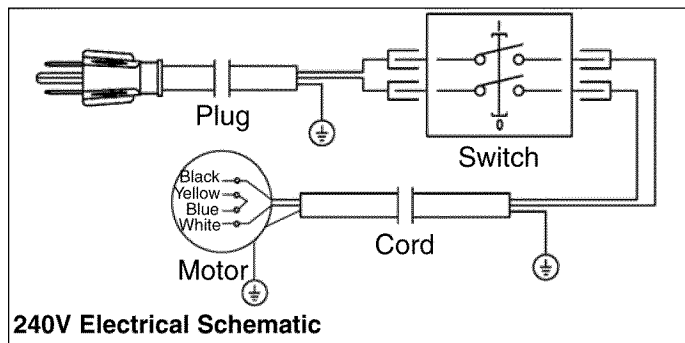 I
O
Plug
Switch
Black
Yellow
Blue
White
Motor
Cord
240V Electrical Schematic